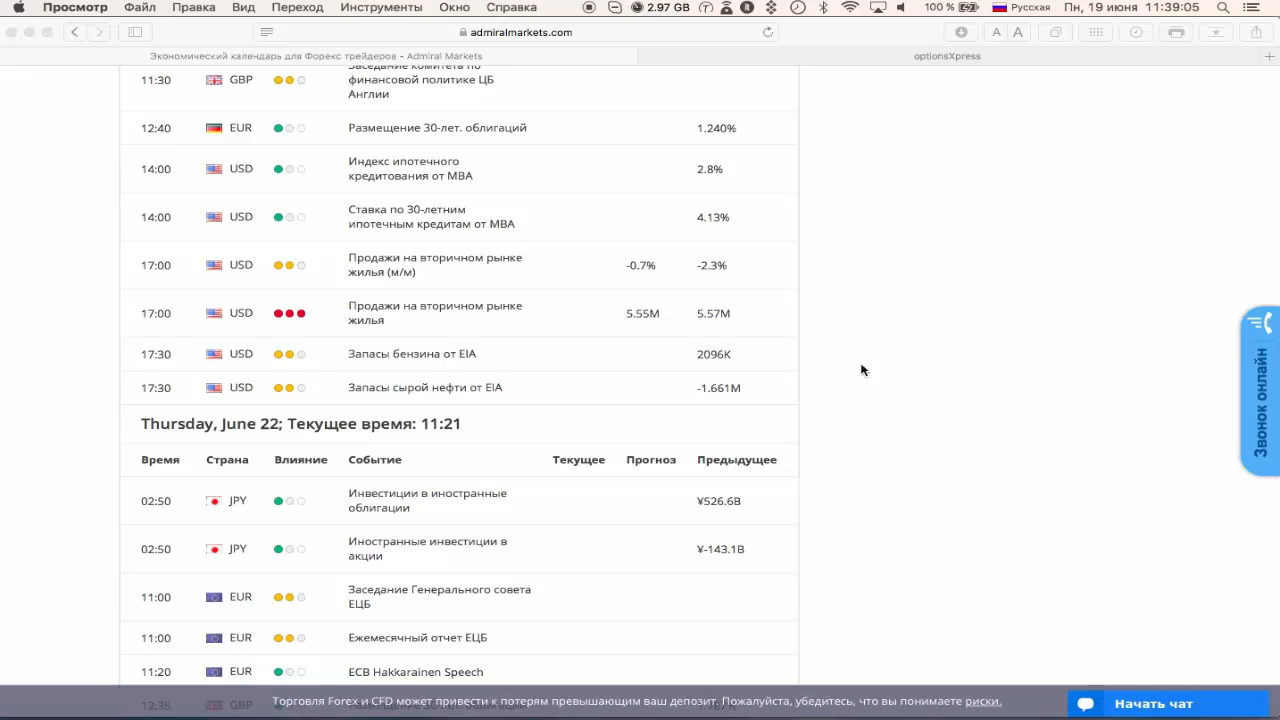 Просмотр Файл Правка Вид Переход Инструменты Окно Справка 2.97 GB 100 % Русская Пн, 19 июня 11:39:05
A A admiralmarkets.com
Экономический календарь для Форекс трейдеров – Admiral Markets optionsXpress
11:30 GBP Заседание комитета по
финансовой политике ЦБ
Англии
12:40 EUR Размещение 30-лет. облигаций 1.240%
14:00 USD Индекс ипотечного
кредитования от MBA 2.8%
14:00 USD Ставка по 30-летним
ипотечным кредитам от MBA 4.13%
17:00 USD Продажи на вторичном рынке
жилья (м/м) -0.7% -2.3%
17:00 USD Продажи на вторичном рынке
жилья 5.55M 5.57M
17:30 USD Запасы бензина от EIA 2096K
17:30 USD Запасы сырой нефти от EIA -1.661M
Thursday, June 22; Текущее время: 11:21
Время Страна Влияние Событие Текущее Прогноз Предыдущее
02:50 JPY Инвестиции в иностранные
облигации ¥526.6B
02:50 JPY Иностранные инвестиции в
акции ¥-143.1B
11:00 EUR Заседание Генерального совета
ЕЦБ
11:00 EUR Ежемесячный отчет ЕЦБ
11:20 EUR ECB Hakkarainen Speech
12:35 GBP
Торговля Forex и CFD может привести к потерям превышающим ваш депозит. Пожалуйста, убедитесь, что вы понимаете риски.
Начать чат
Звонок онлайн